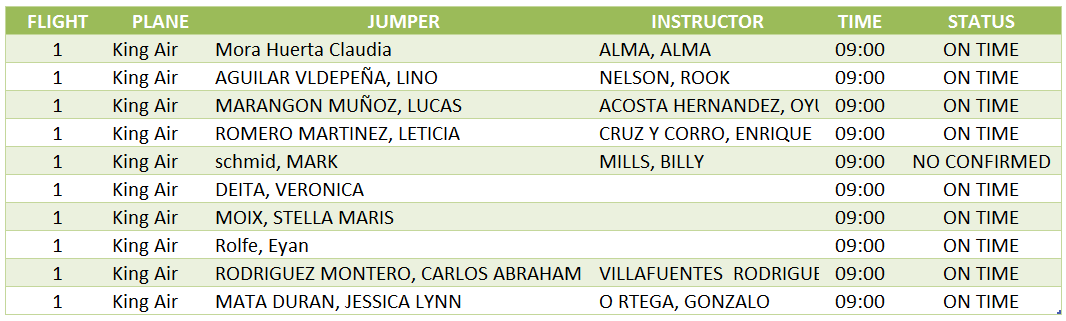 FLIGHT PLANE JUMPER INSTRUCTOR TIME STATUS
1 King Air Mora Huerta Claudia ALMA, ALMA 09:00 ON TIME
1 King Air AGUILAR VLDEPEÑA, LINO NELSON, ROOK 09:00 ON TIME
1 King Air MARANGON MUÑOZ, LUCAS ACOSTA HERNANDEZ, OYU 09:00 ON TIME
1 King Air ROMERO MARTINEZ, LETICIA CRUZ Y CORRO, ENRIQUE 09:00 ON TIME
1 King Air schmid, MARK MILLS, BILLY 09:00 NO CONFIRMED
1 King Air DEITA, VERONICA 09:00 ON TIME
1 King Air MOIX, STELLA MARIS 09:00 ON TIME
1 King Air Rolfe, Eyan 09:00 ON TIME
1 King Air RODRIGUEZ MONTERO, CARLOS ABRAHAM VILLAFUENTES RODRIGUE 09:00 ON TIME
1 King Air MATA DURAN, JESSICA LYNN O RTEGA, GONZALO 09:00 ON TIME